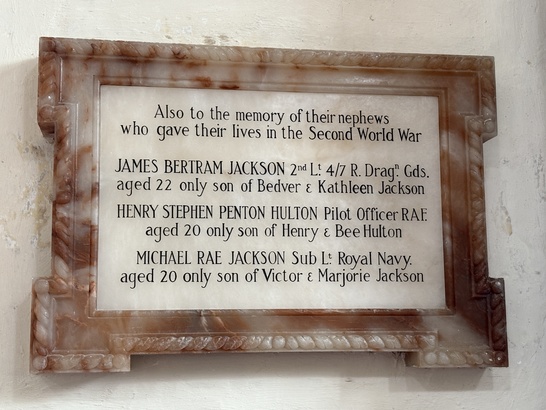 Also to the memory of their nephews
who gave their lives in the Second World War
JAMES BERTRAM JACKSON 2nd Lt. 4/7 R. Dragn. Gds.
aged 22 only son of Bedver & Kathleen Jackson
HENRY STEPHEN PENTON HULTON Pilot Officer R.A.F.
aged 20 only son of Henry & Bee Hulton
MICHAEL RAE JACKSON Sub Lt. Royal Navy.
aged 20 only son of Victor & Marjorie Jackson